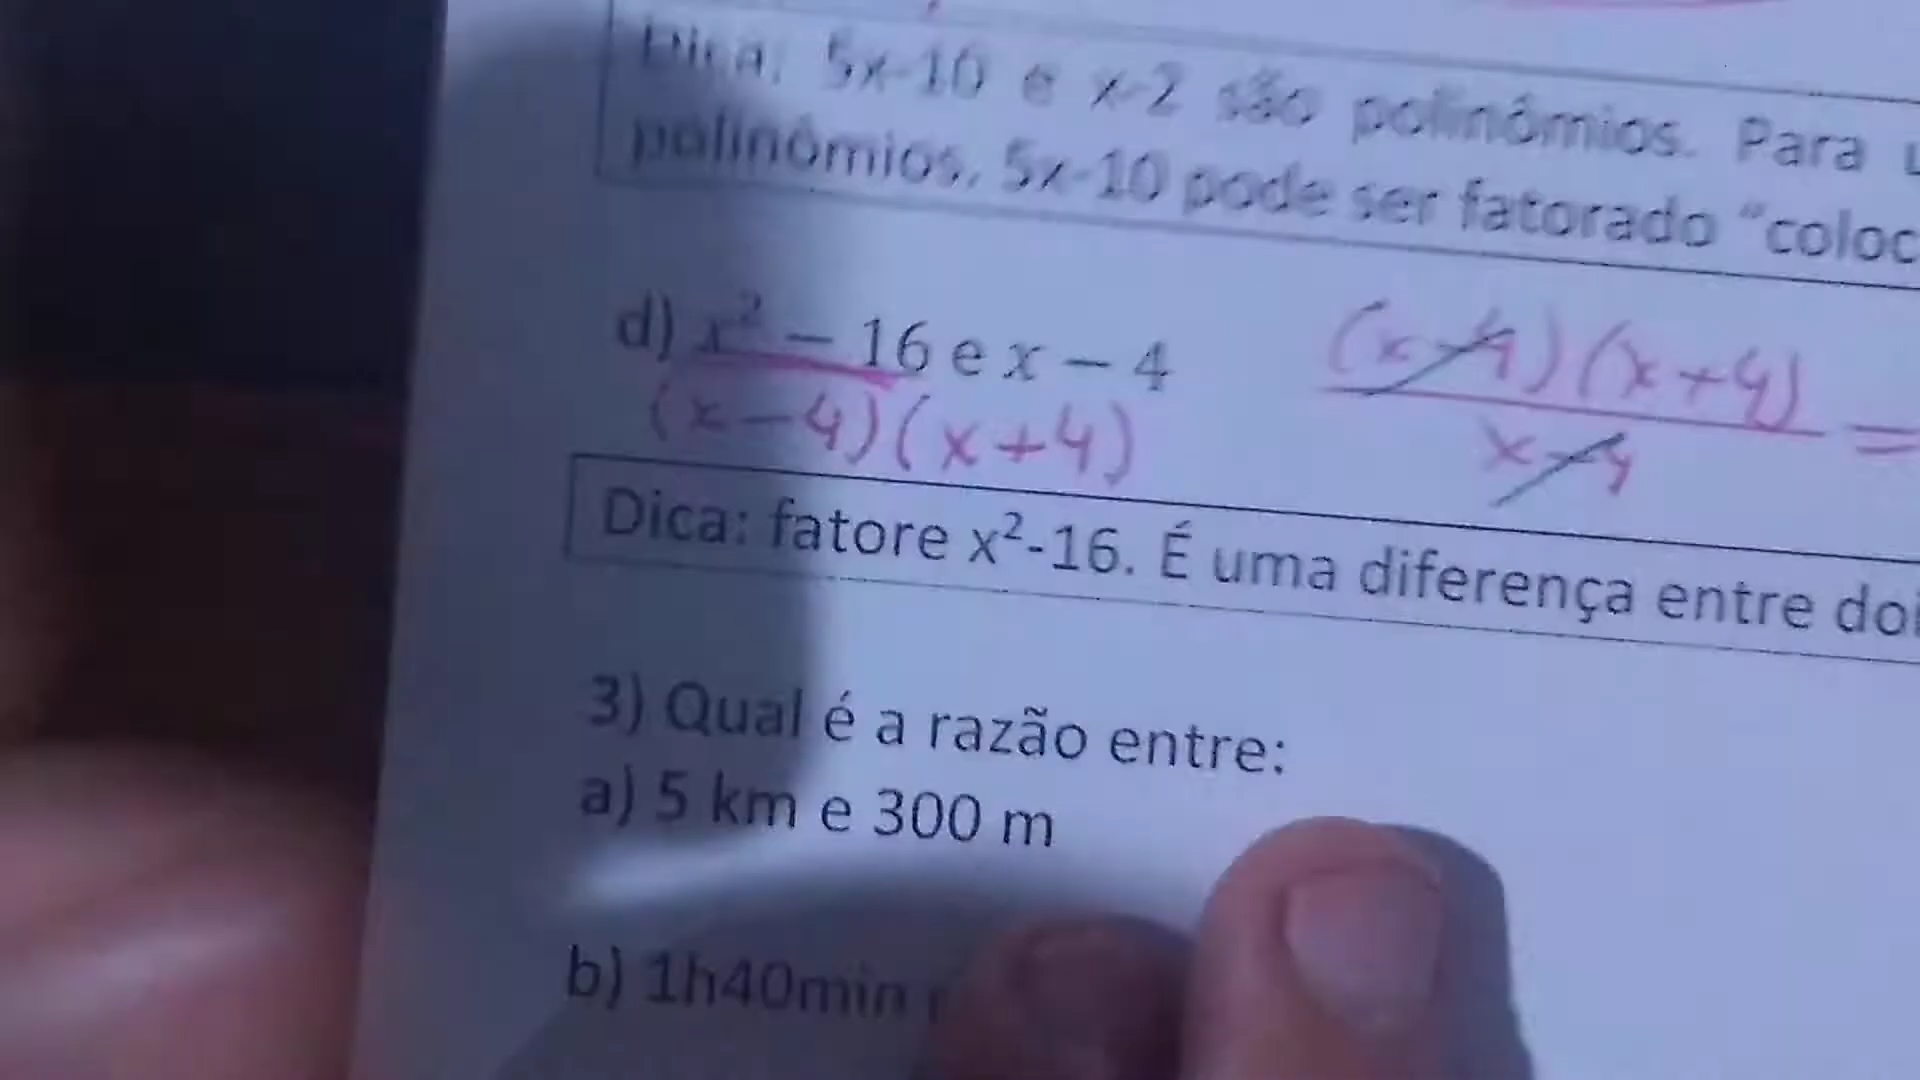 Dica: 5x-10 e x-2 são polinômios. Para
polinômios, 5x-10 pode ser fatorado “coloc
d) x² – 16 e x – 4
(x-4)(x+4)
(x-4)(x+4) =
x-4
Dica: fatore x²-16. É uma diferença entre doi
3) Qual é a razão entre:
a) 5 km e 300 m
b) 1h40min